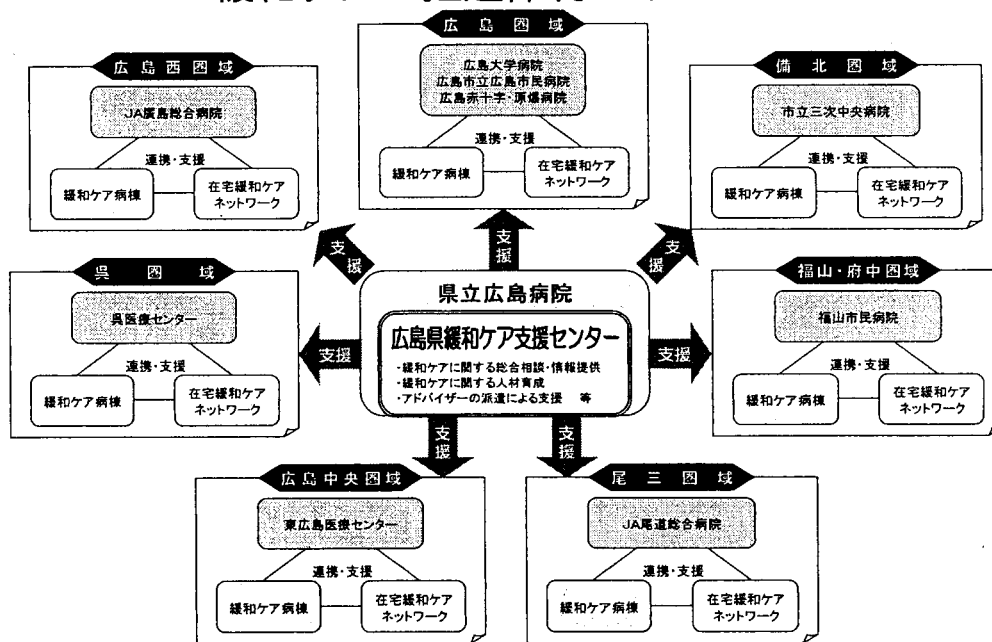 広島圏域
広島大学病院
広島市立広島市民病院
広島赤十字・原爆病院
連携・支援
緩和ケア病棟
在宅緩和ケア
ネットワーク
広島西圏域
JA廣島総合病院
連携・支援
緩和ケア病棟
在宅緩和ケア
ネットワーク
備北圏域
市立三次中央病院
連携・支援
緩和ケア病棟
在宅緩和ケア
ネットワーク
支援
支援
支援
呉圏域
呉医療センター
連携・支援
緩和ケア病棟
在宅緩和ケア
ネットワーク
支援
県立広島病院
広島県緩和ケア支援センター
・緩和ケアに関する総合相談・情報提供
・緩和ケアに関する人材育成
・アドバイザーの派遣による支援 等
支援
福山・府中圏域
福山市民病院
連携・支援
緩和ケア病棟
在宅緩和ケア
ネットワーク
支援
支援
広島中央圏域
東広島医療センター
連携・支援
緩和ケア病棟
在宅緩和ケア
ネットワーク
尾三圏域
JA尾道総合病院
連携・支援
緩和ケア病棟
在宅緩和ケア
ネットワーク